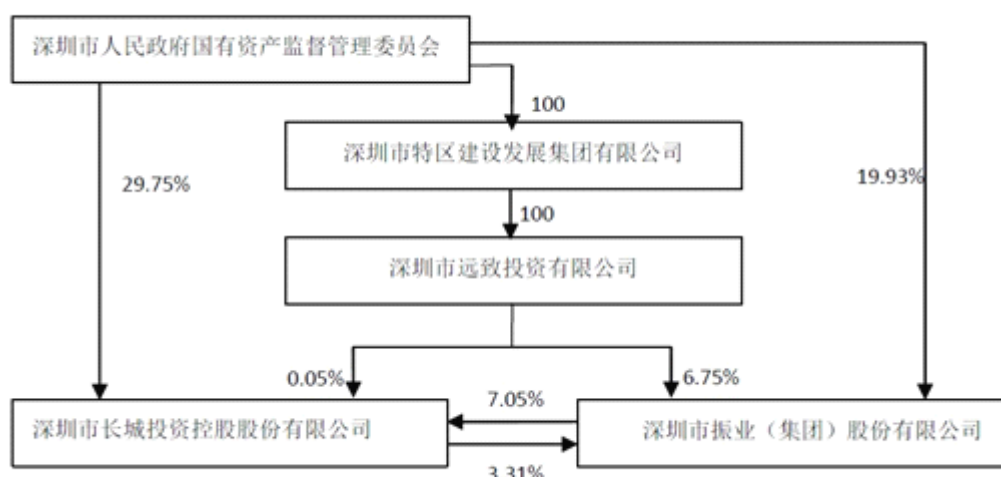 深圳市人民政府国有资产监督管理委员会
100
深圳市特区建设发展集团有限公司
29.75%
19.93%
100
深圳市远致投资有限公司
0.05%
6.75%
7.05%
深圳市长城投资控股股份有限公司
深圳市振业（集团）股份有限公司
3.31%